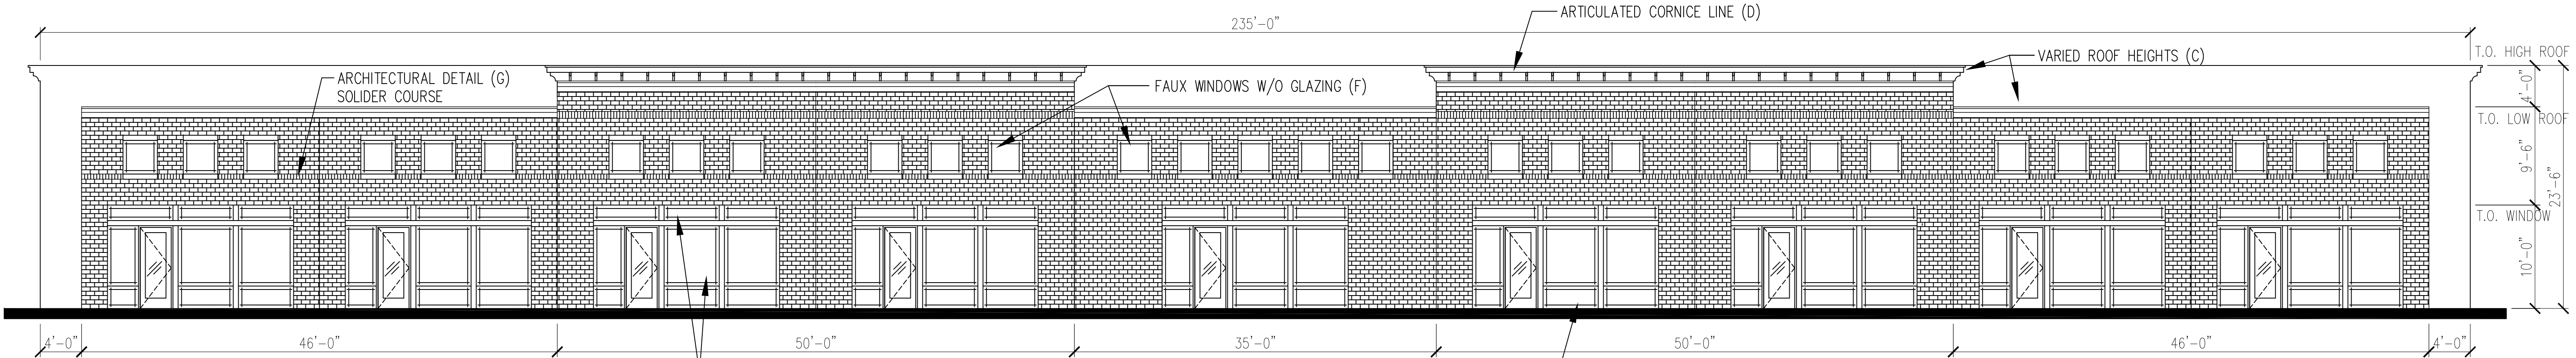 ARTICULATED CORNICE LINE (D)
235'-0"
T.O. HIGH ROOF
VARIED ROOF HEIGHTS (C)
ARCHITECTURAL DETAIL (G)
SOLIDER COURSE
FAUX WINDOWS W/O GLAZING (F)
4'-0"
T.O. LOW ROOF
9'-6"
23'-6"
T.O. WINDOW
10'-0"
4'-0"
46'-0"
50'-0"
35'-0"
50'-0"
46'-0"
4'-0"